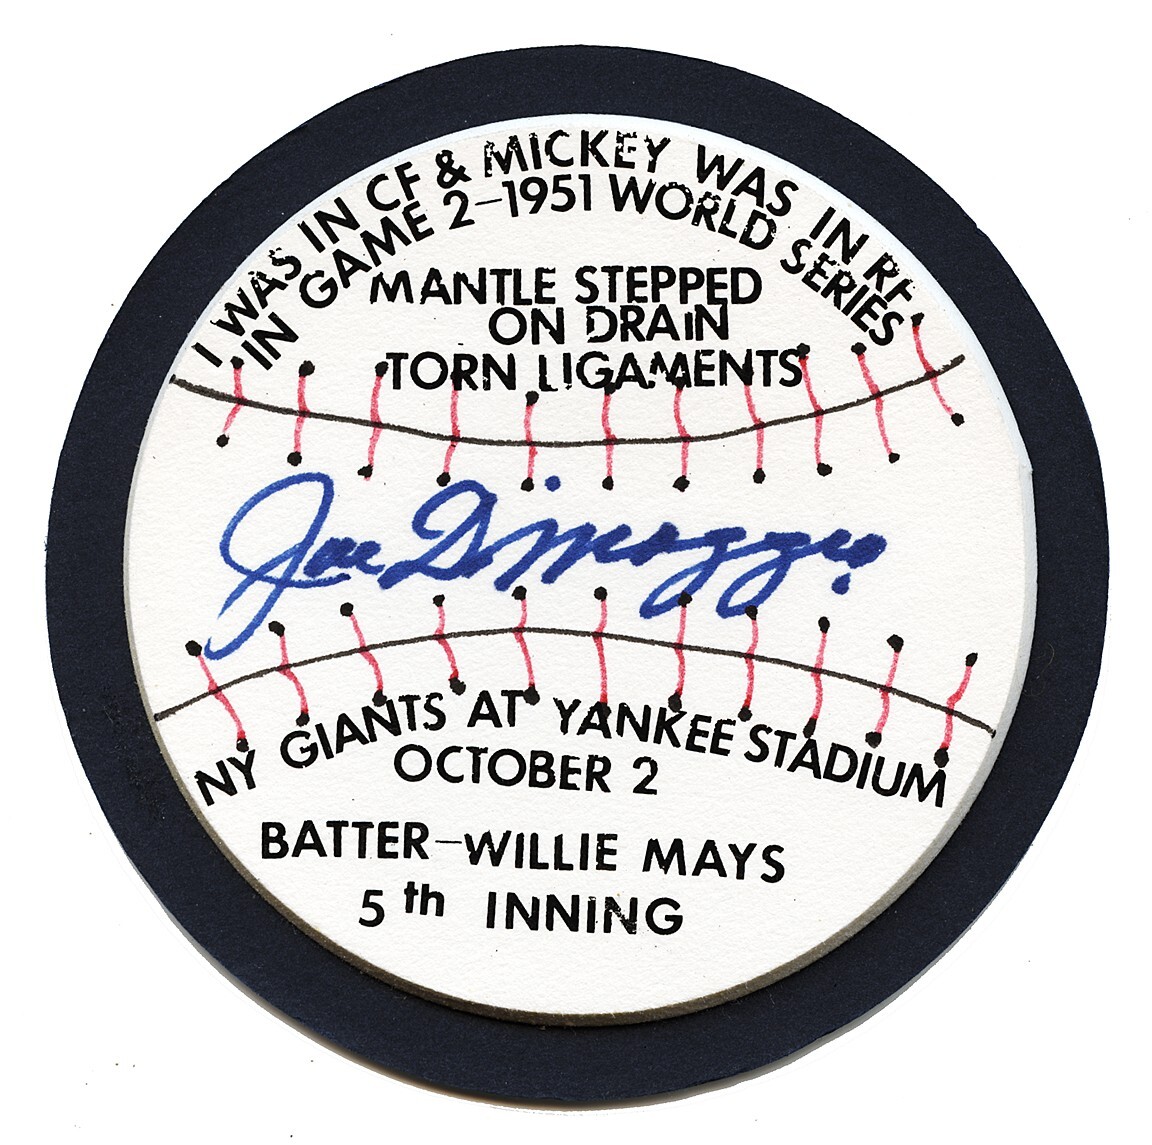 I WAS IN CF & MICKEY WAS IN RF
IN GAME 2-1951 WORLD SERIES
MANTLE STEPPED
ON DRAIN
TORN LIGAMENTS
Joe DiMaggio
NY GIANTS AT YANKEE STADIUM
OCTOBER 2
BATTER-WILLIE MAYS
5th INNING